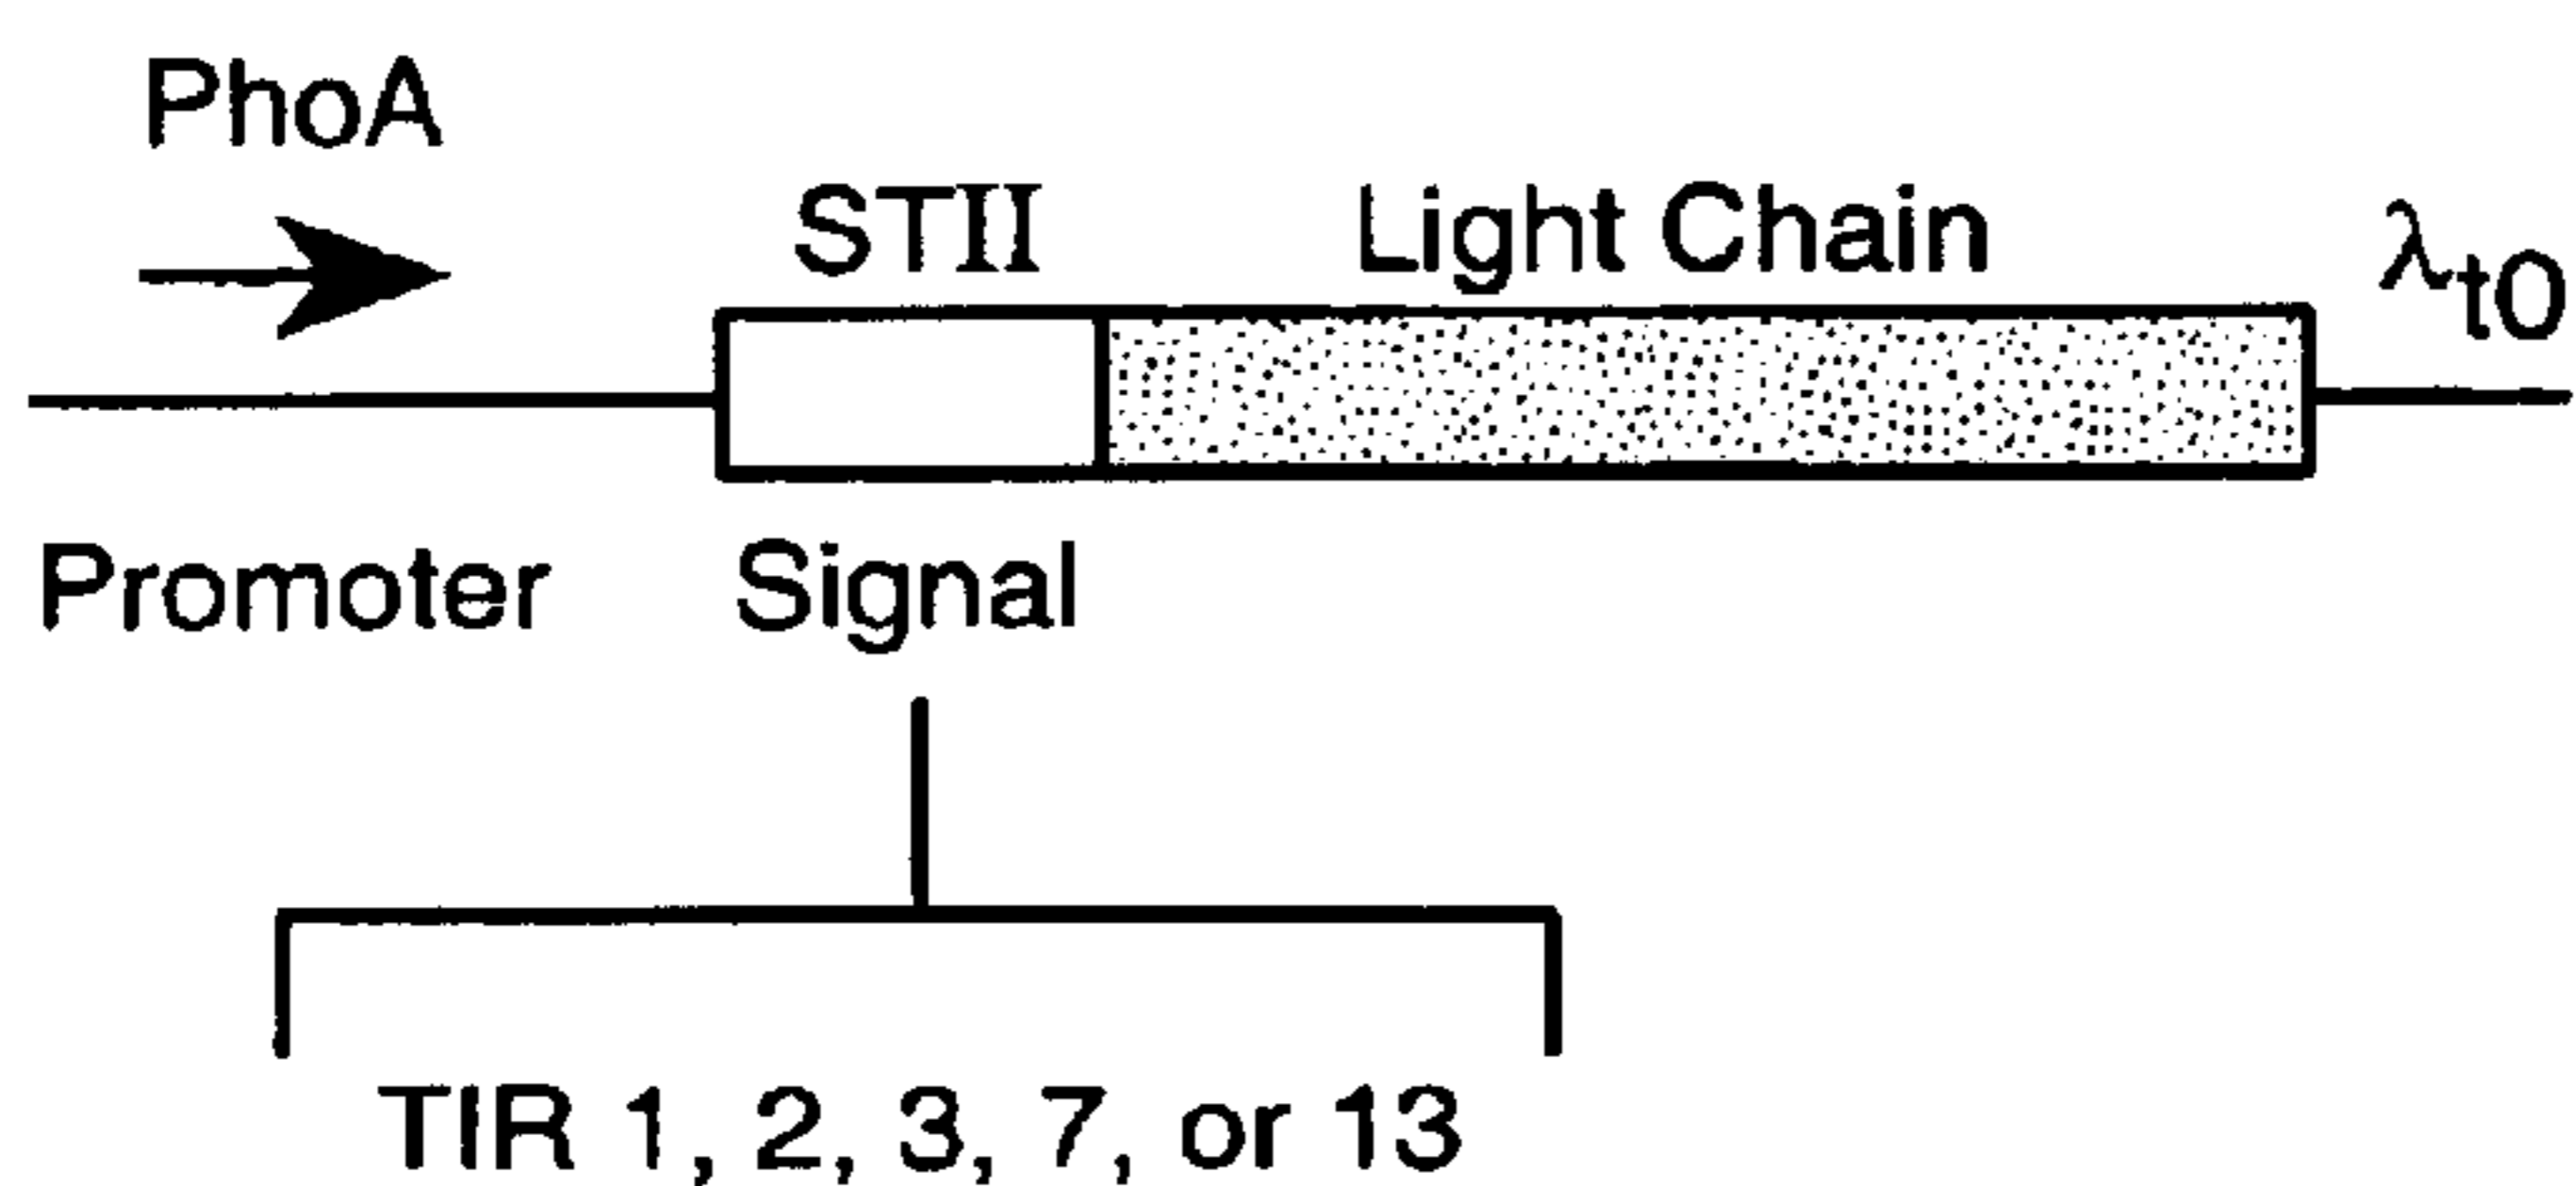 PhoA
STII Light Chain λt0
Promoter Signal
TIR 1, 2, 3, 7, or 13